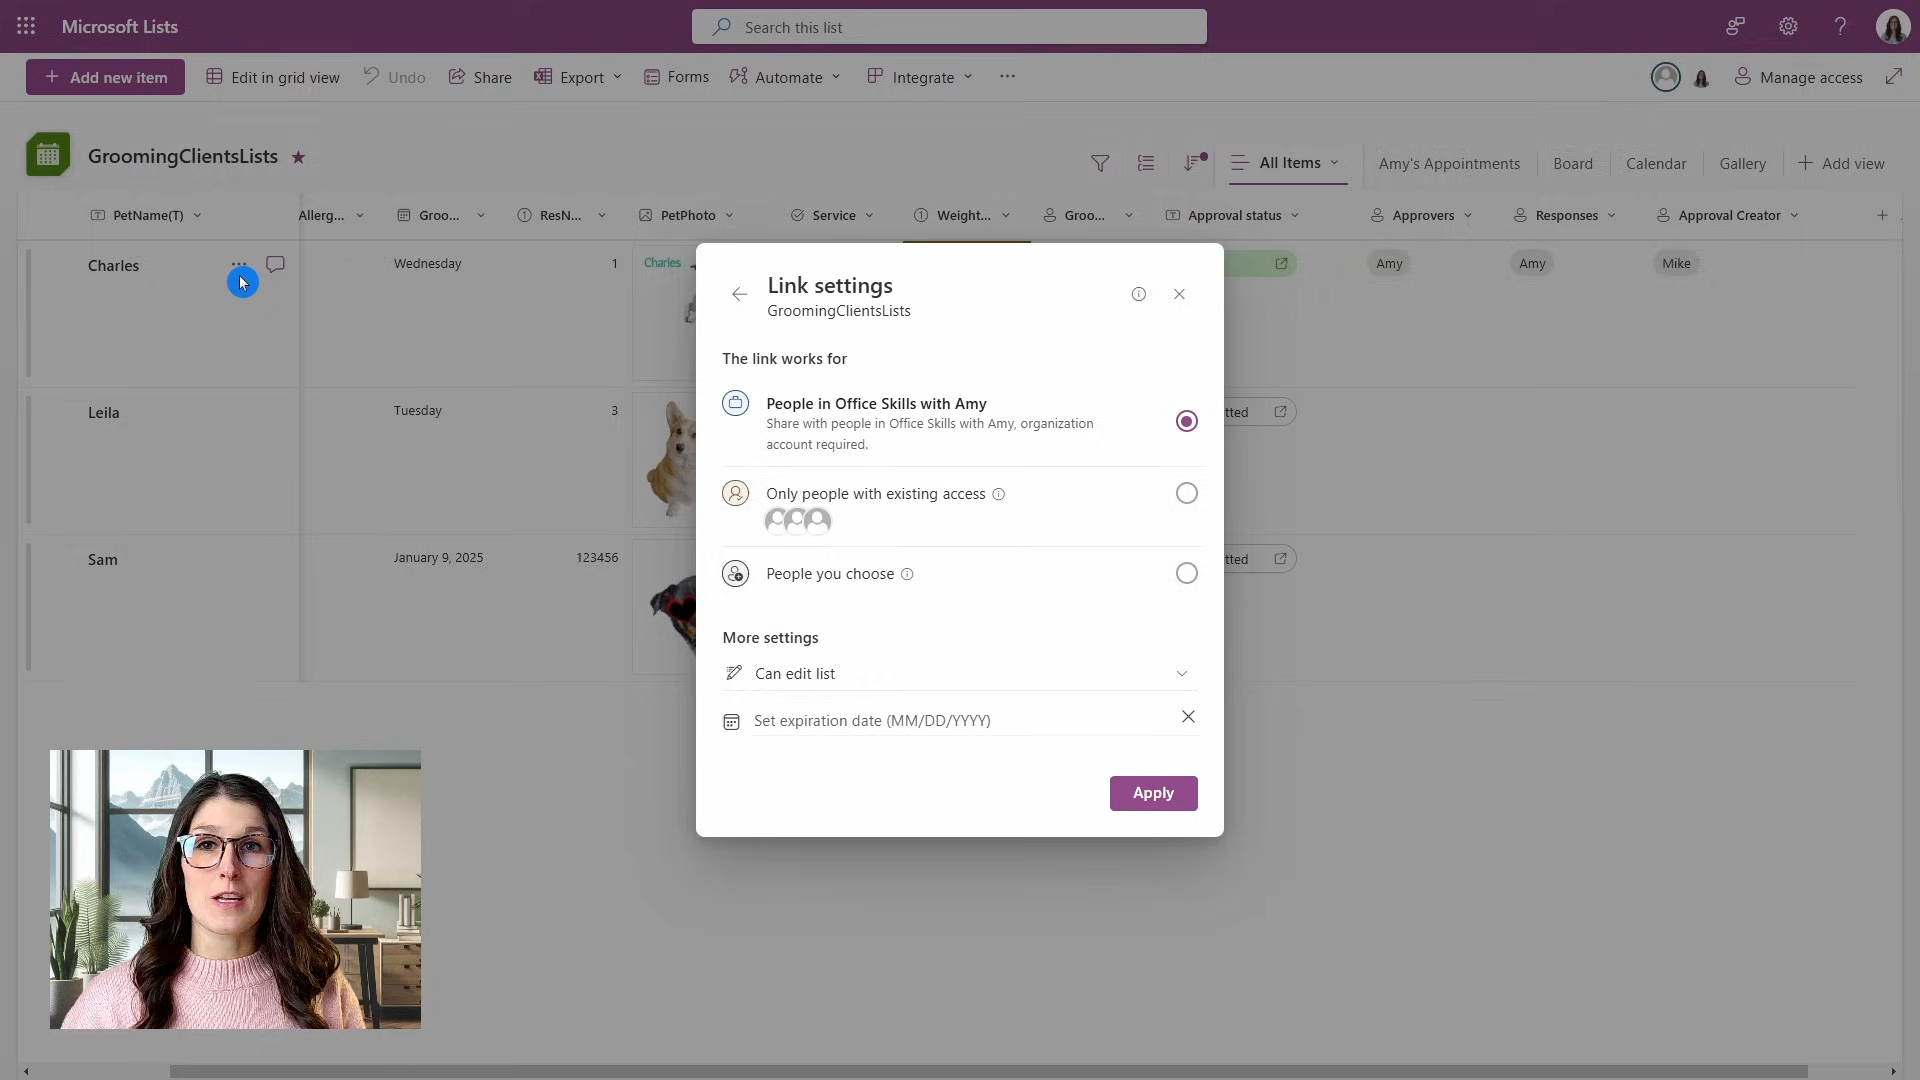 Microsoft Lists
Search this list
Add new item
Edit in grid view
Undo
Share
Export
Forms
Automate
Integrate
Manage access
GroomingClientsLists
All Items
Amy's Appointments
Board
Calendar
Gallery
Add view
PetName(T)
Allerg...
Groo...
ResN...
PetPhoto
Service
Weight...
Groo...
Approval status
Approvers
Responses
Approval Creator
Charles
Wednesday
1
Charles
Amy
Amy
Mike
Leila
Tuesday
3
tted
Sam
January 9, 2025
123456
tted
Link settings
GroomingClientsLists
The link works for
People in Office Skills with Amy
Share with people in Office Skills with Amy, organization
account required.
Only people with existing access
People you choose
More settings
Can edit list
Set expiration date (MM/DD/YYYY)
Apply